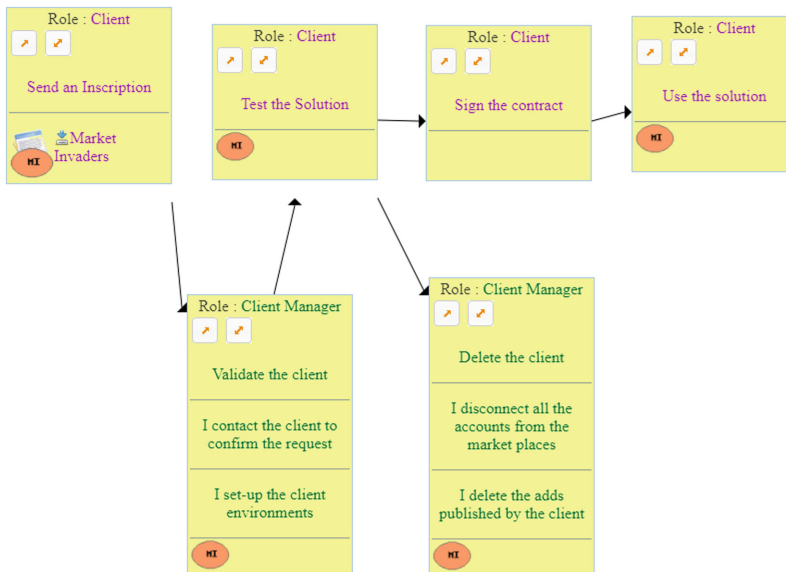 Role : Client
Send an Inscription
Market
Invaders
MI
Role : Client
Test the Solution
MI
Role : Client
Sign the contract
Role : Client
Use the solution
MI
Role : Client Manager
Validate the client
I contact the client to
confirm the request
I set-up the client
environments
MI
Role : Client Manager
Delete the client
I disconnect all the
accounts from the
market places
I delete the adds
published by the client
MI